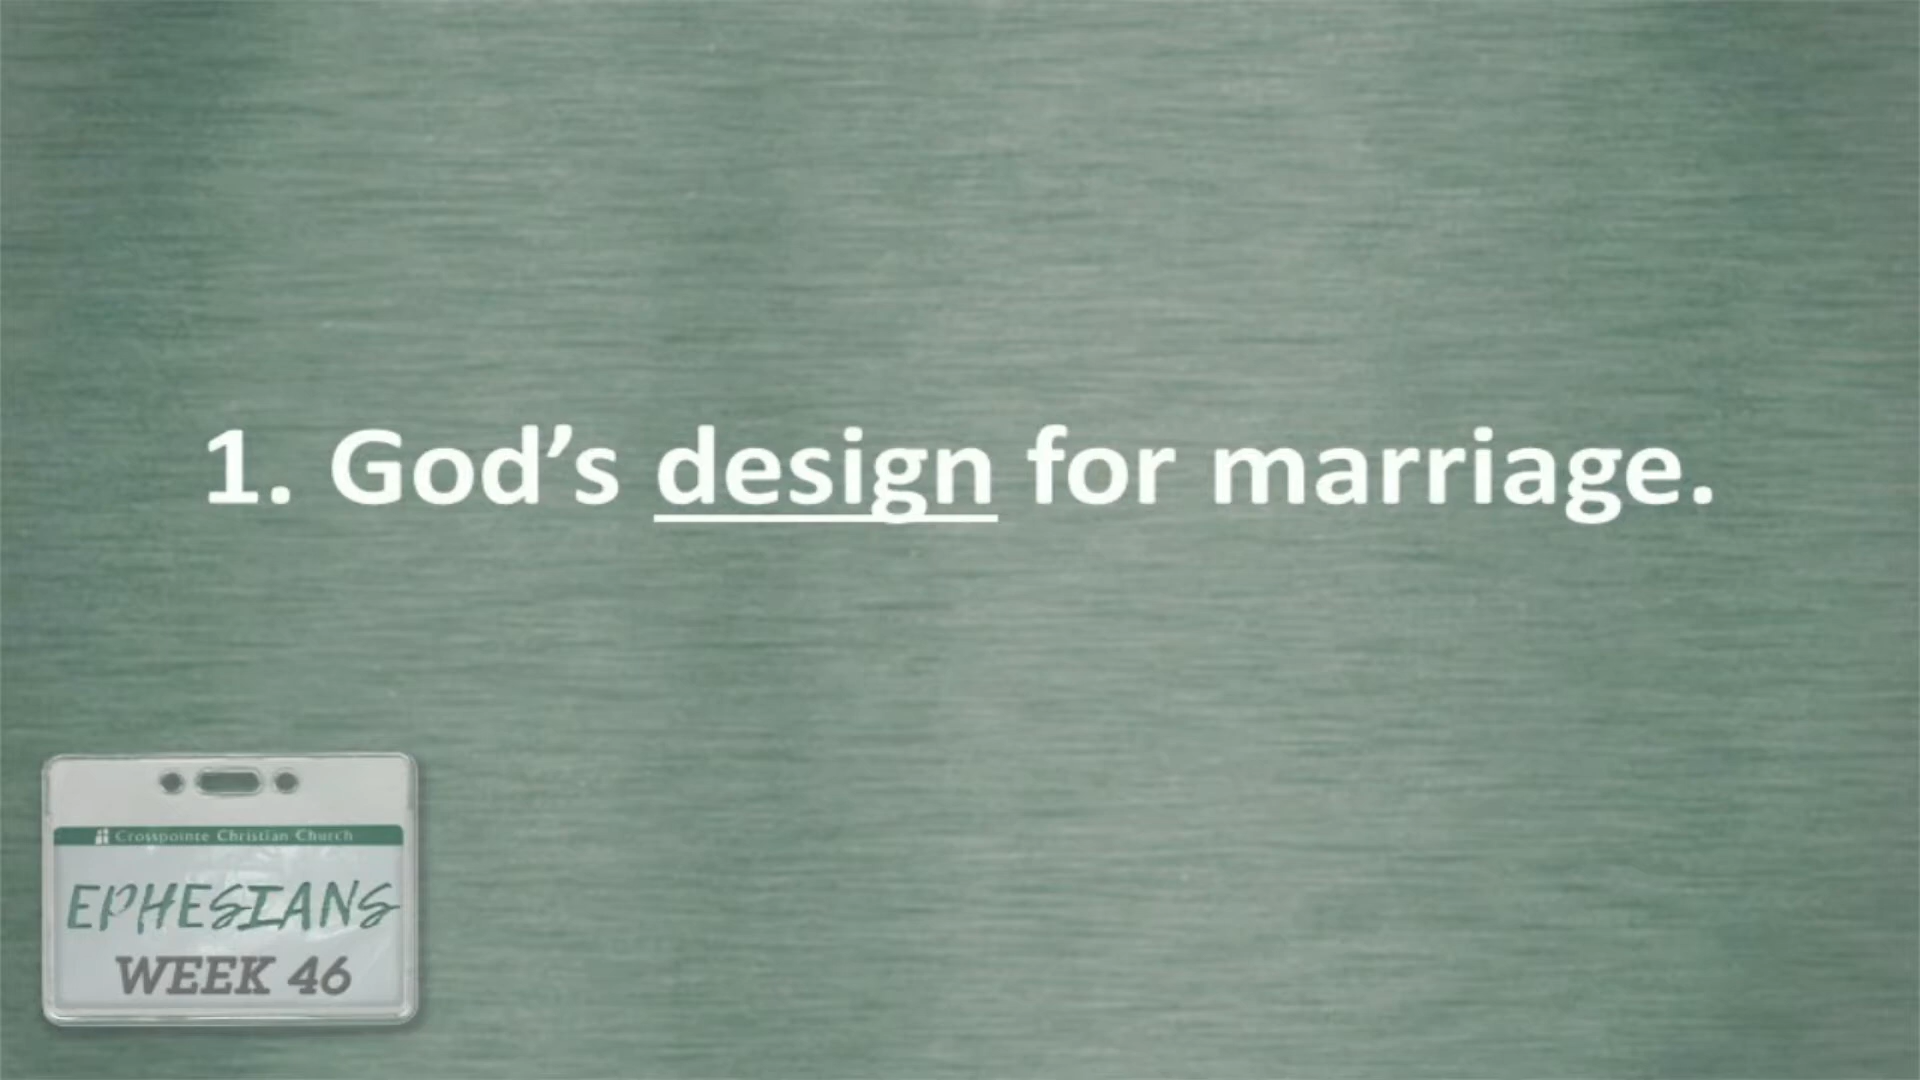 1. God’s design for marriage.
Crosspointe Christian Church
EPHESIANS
WEEK 46